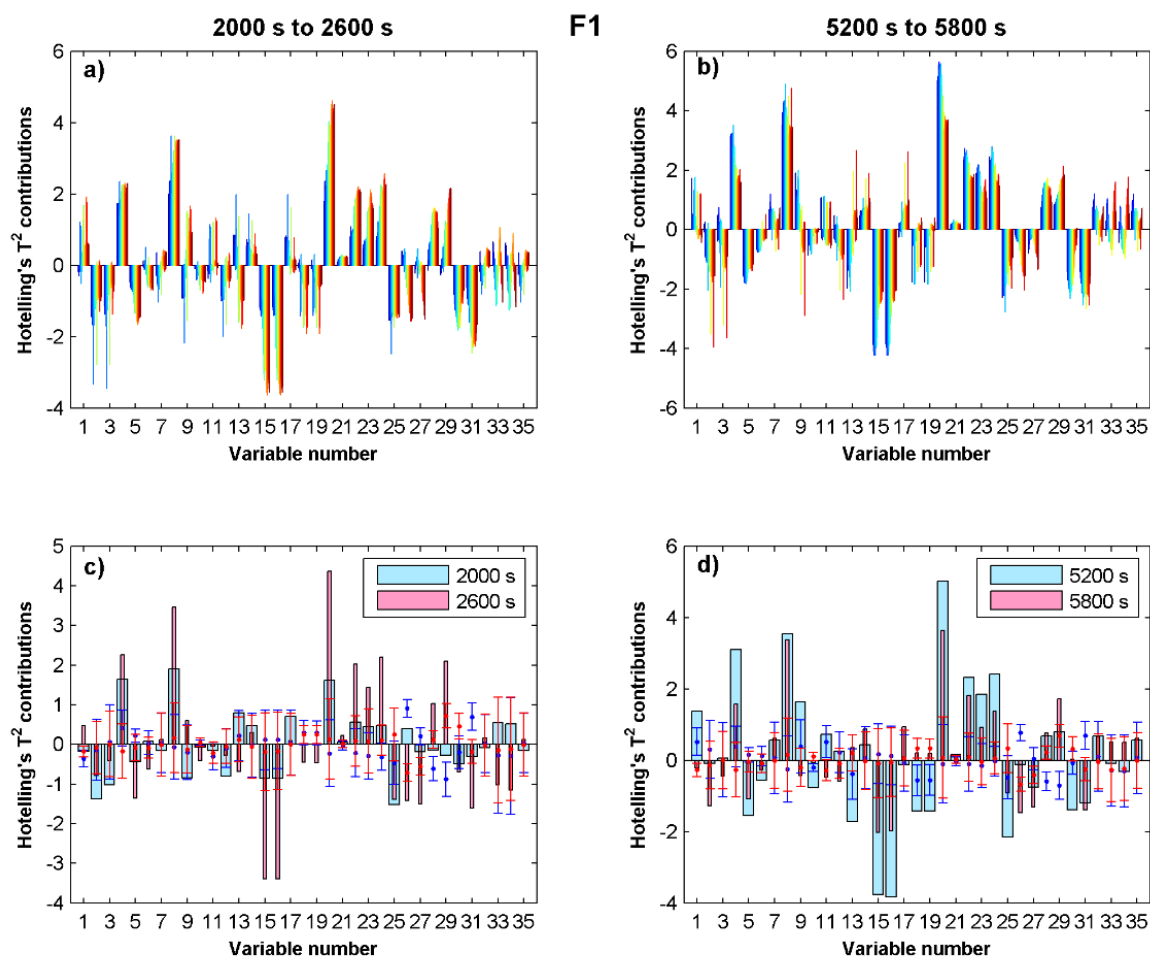 2000 s to 2600 s
F1
5200 s to 5800 s
a)
6
4
2
0
-2
-4
Hotelling's T² contributions
1 3 5 7 9 11 13 15 17 19 21 23 25 27 29 31 33 35
Variable number
b)
6
4
2
0
-2
-4
-6
Hotelling's T² contributions
1 3 5 7 9 11 13 15 17 19 21 23 25 27 29 31 33 35
Variable number
c)
2000 s
2600 s
5
4
3
2
1
0
-1
-2
-3
-4
Hotelling's T² contributions
1 3 5 7 9 11 13 15 17 19 21 23 25 27 29 31 33 35
Variable number
d)
5200 s
5800 s
6
4
2
0
-2
-4
Hotelling's T² contributions
1 3 5 7 9 11 13 15 17 19 21 23 25 27 29 31 33 35
Variable number